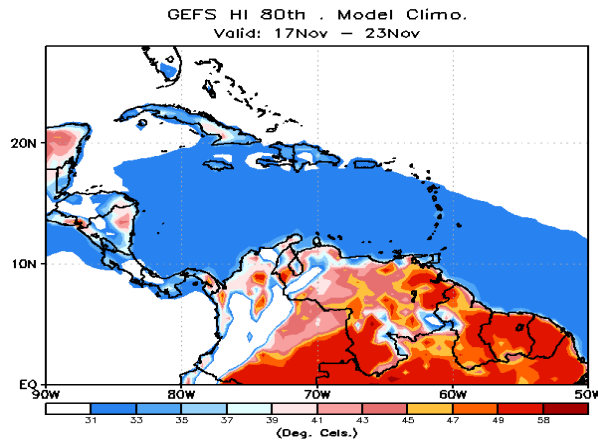 GEFS HI 80th . Model Climo.
Valid: 17Nov – 23Nov
20N
10N
EQ
90W 80W 70W 60W 50W
31 33 35 37 39 41 43 45 47 49 58
(Deg. Cels.)